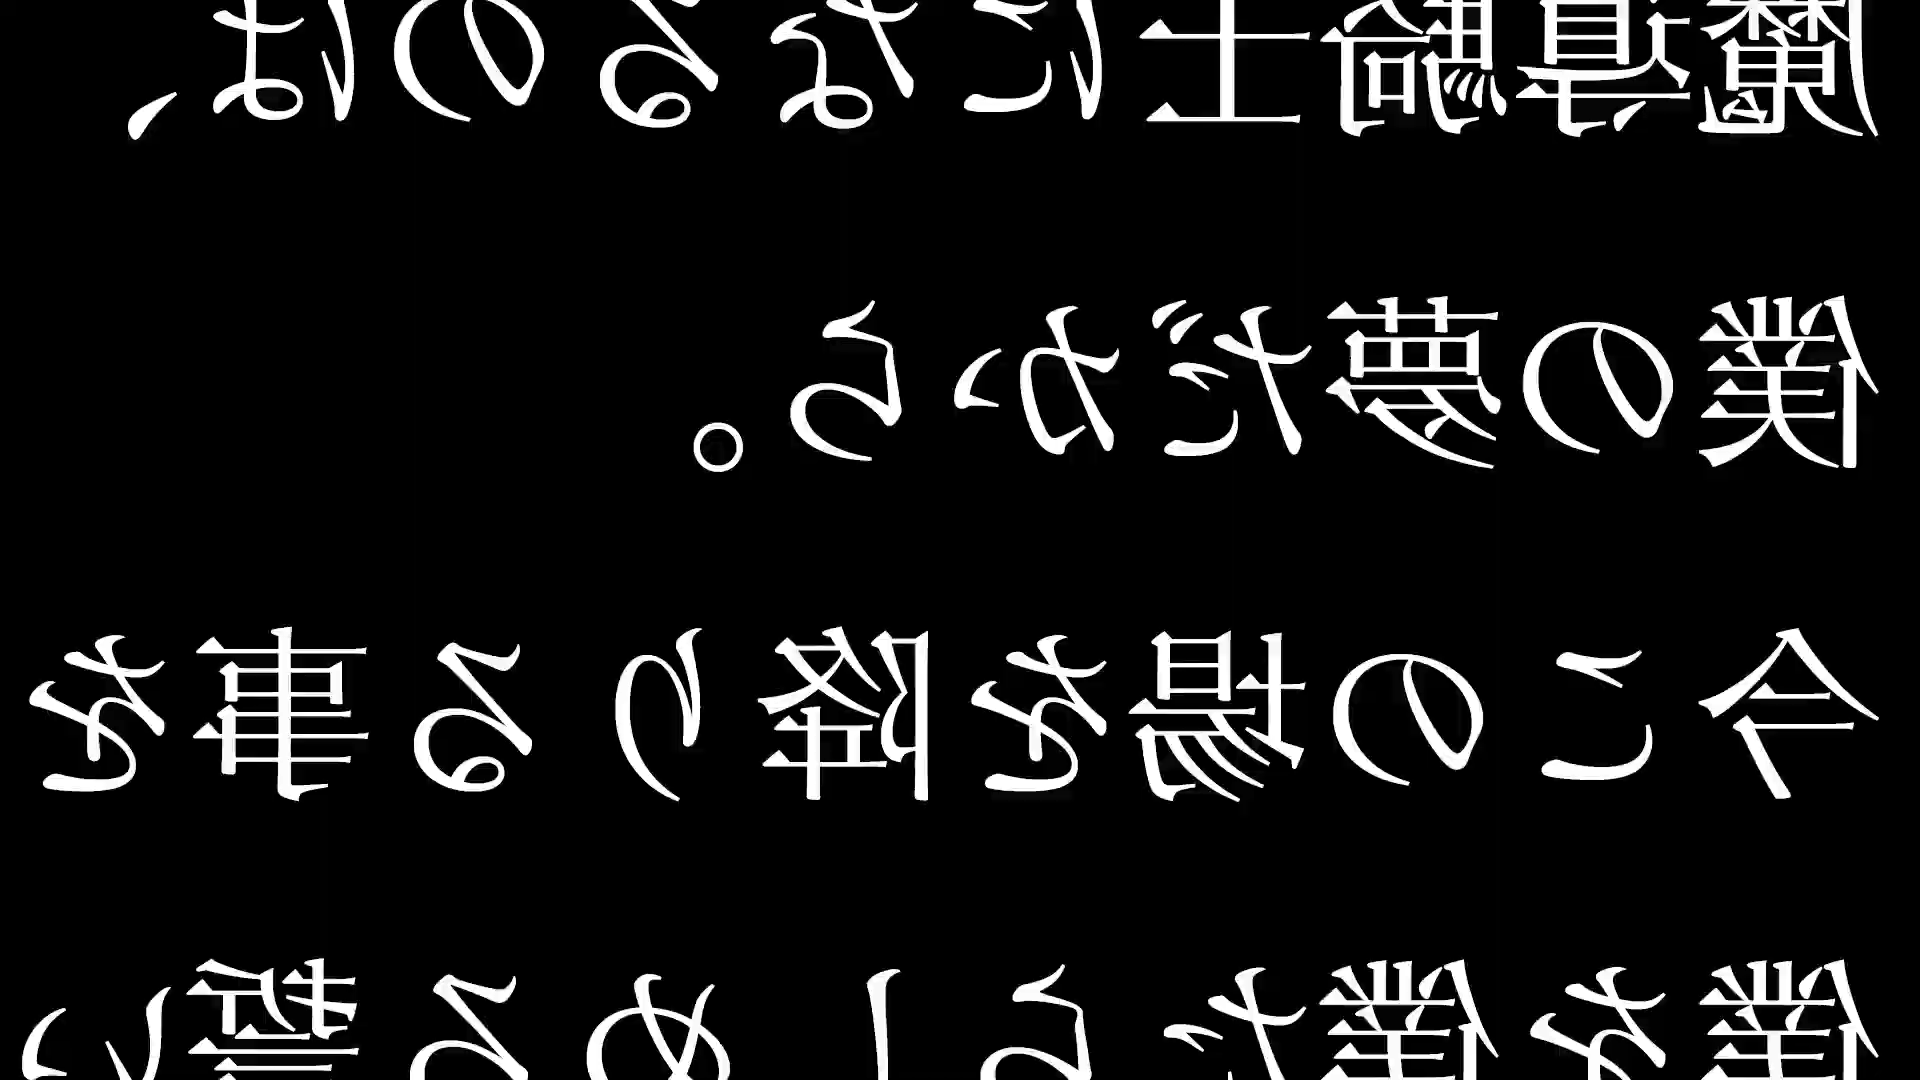 魔導騎士になるのは、
僕の夢だから。
今この場を降りる事を
僕を僕たらしめる誓い